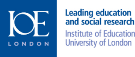 IOE
LONDON
Leading education
and social research
Institute of Education
University of London